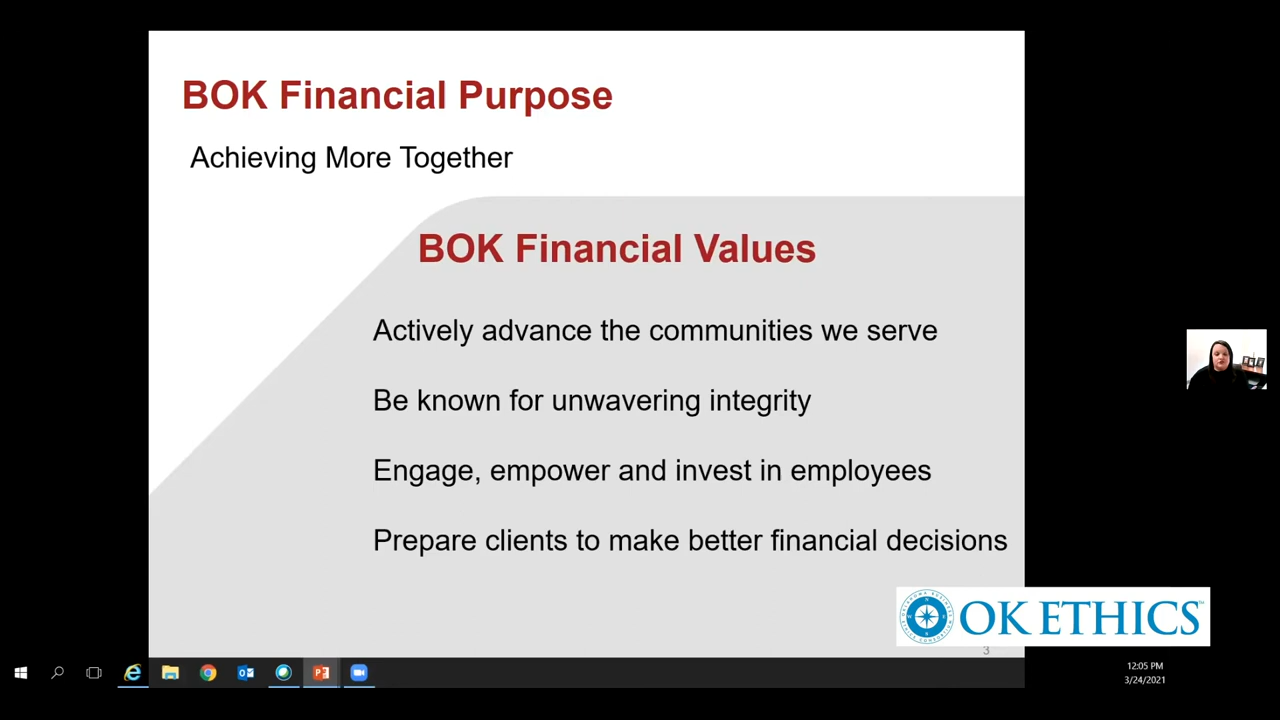 BOK Financial Purpose
Achieving More Together
BOK Financial Values
Actively advance the communities we serve
Be known for unwavering integrity
Engage, empower and invest in employees
Prepare clients to make better financial decisions
OK ETHICS
3
12:05 PM
3/24/2021